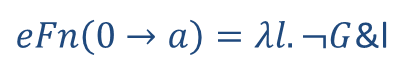 eFn(0 → a) = λl. ¬G&l